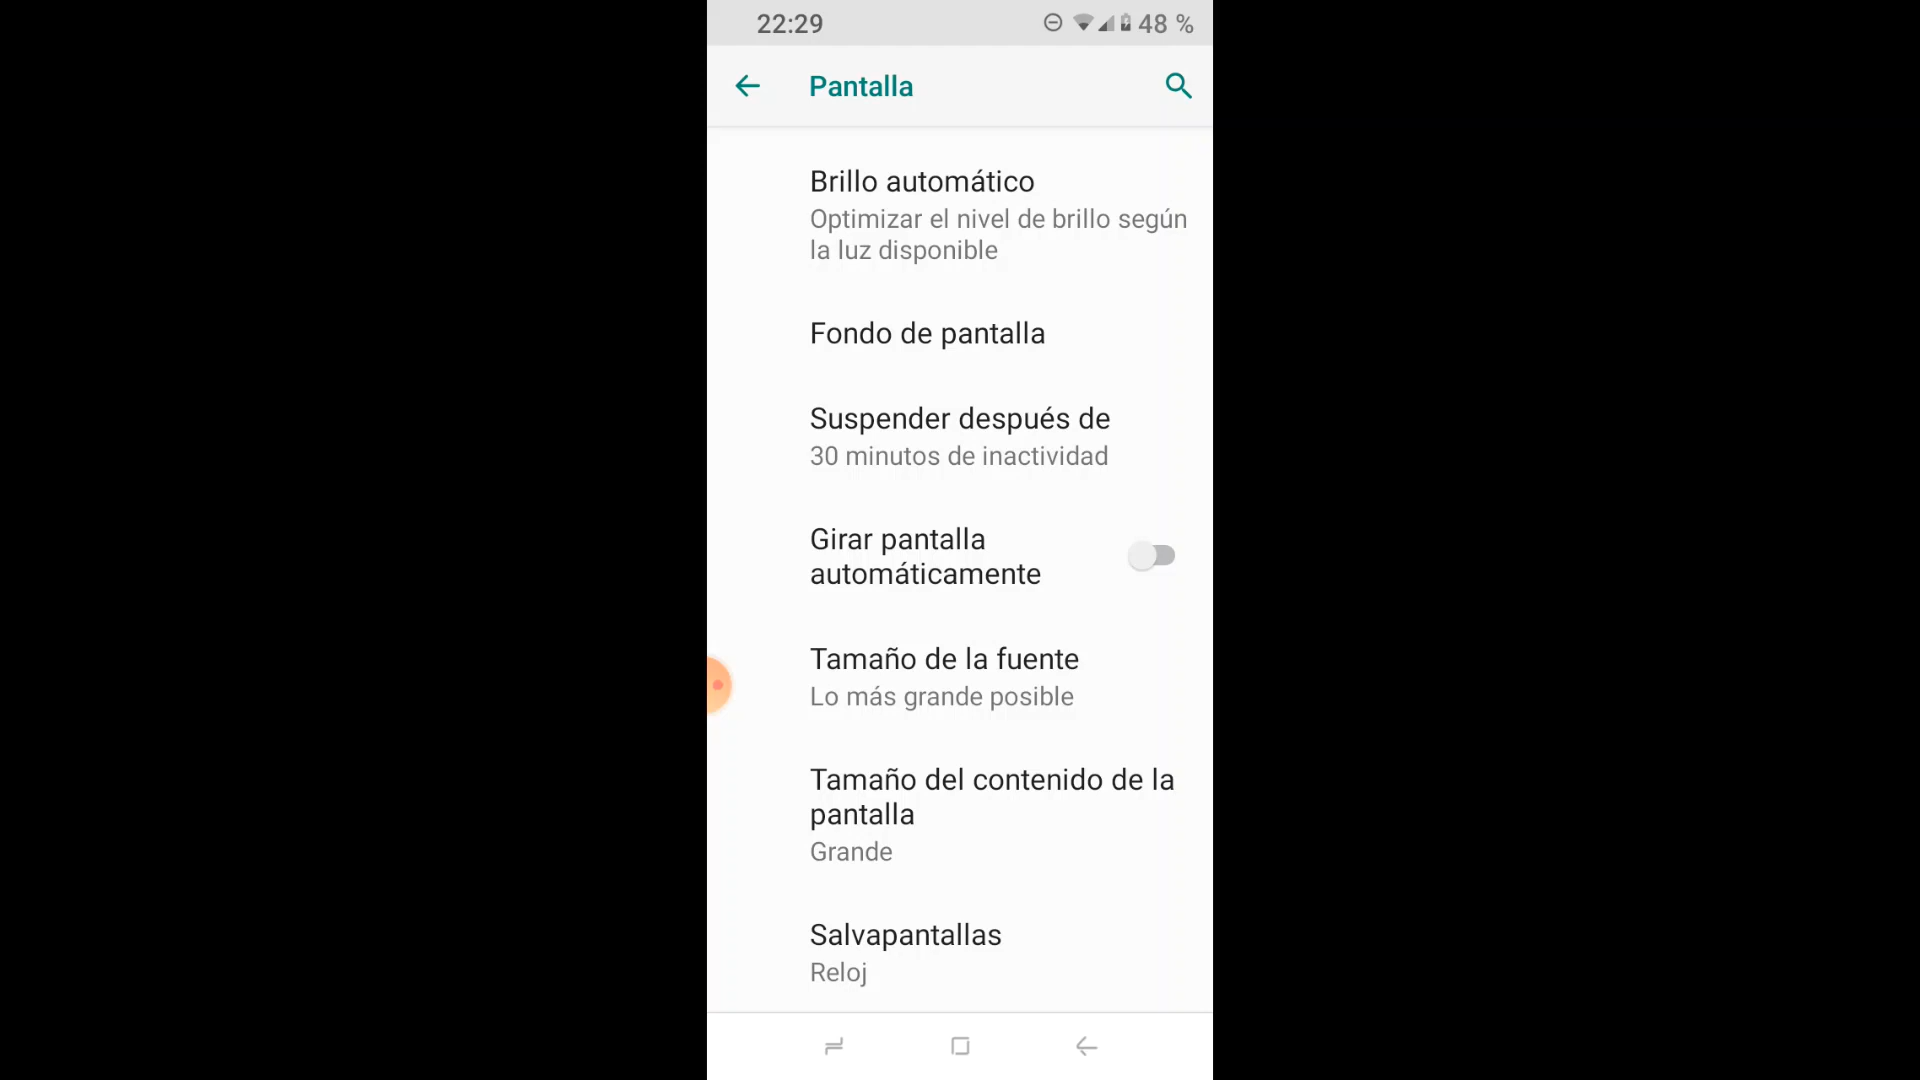 22:29
48 %
Pantalla
Brillo automático
Optimizar el nivel de brillo según
la luz disponible
Fondo de pantalla
Suspender después de
30 minutos de inactividad
Girar pantalla
automáticamente
Tamaño de la fuente
Lo más grande posible
Tamaño del contenido de la
pantalla
Grande
Salvapantallas
Reloj